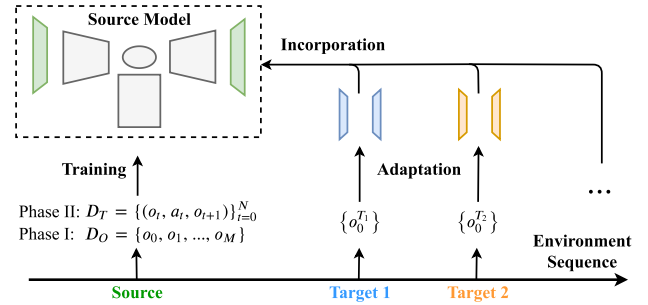 Source Model
Incorporation
Training
Adaptation
Phase II: $D_T = \{(o_t, a_t, o_{t+1})\}_{t=0}^{N}$
Phase I: $D_O = \{o_0, o_1, ..., o_M\}$
$\{o_0^{T_1}\}$
$\{o_0^{T_2}\}$
...
Environment
Sequence
Source
Target 1
Target 2